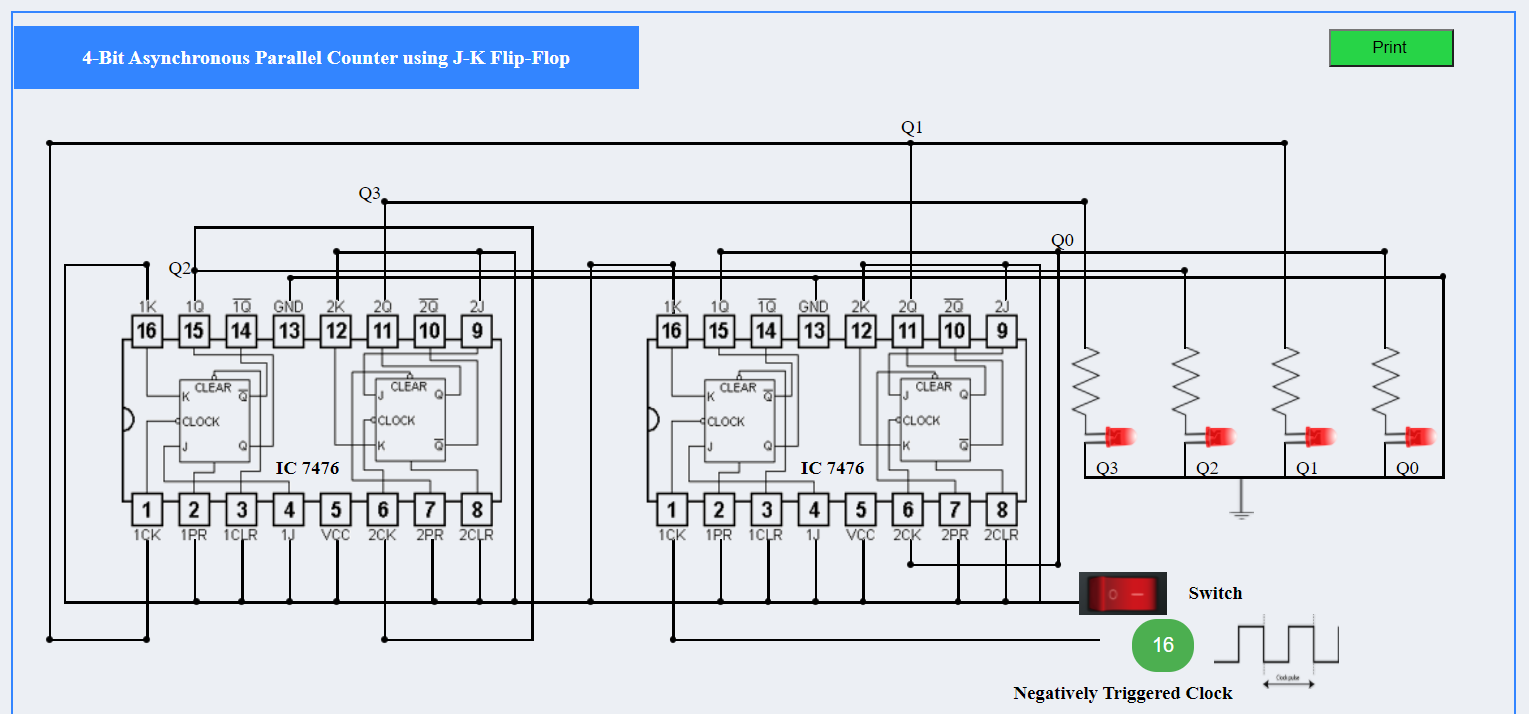 4-Bit Asynchronous Parallel Counter using J-K Flip-Flop
Print
Q1
Q3
Q0
Q2
1K 1Q 1Q GND 2K 2Q 2Q 2J
16 15 14 13 12 11 10 9
CLEAR
K Q
CLOCK
J Q
CLEAR
J Q
CLOCK
K Q
IC 7476
1 2 3 4 5 6 7 8
1CK 1PR 1CLR 1J VCC 2CK 2PR 2CLR
1K 1Q 1Q GND 2K 2Q 2Q 2J
16 15 14 13 12 11 10 9
CLEAR
K Q
CLOCK
J Q
CLEAR
J Q
CLOCK
K Q
IC 7476
1 2 3 4 5 6 7 8
1CK 1PR 1CLR 1J VCC 2CK 2PR 2CLR
Q3 Q2 Q1 Q0
Switch
16
Clock pulse
Negatively Triggered Clock